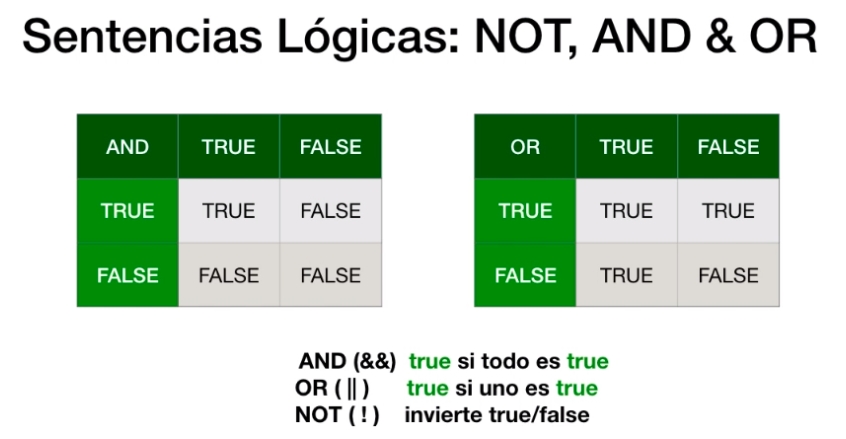 Sentencias Lógicas: NOT, AND & OR
AND TRUE FALSE
TRUE TRUE FALSE
FALSE FALSE FALSE
OR TRUE FALSE
TRUE TRUE TRUE
FALSE TRUE FALSE
AND (&&) true si todo es true
OR ( || ) true si uno es true
NOT ( ! ) invierte true/false